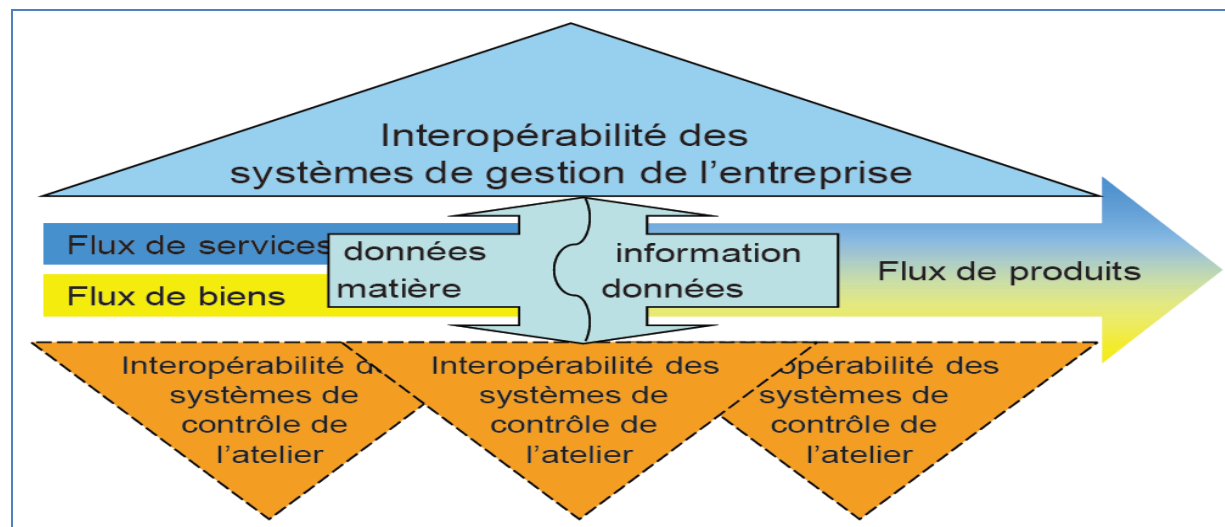 Interopérabilité des
systèmes de gestion de l'entreprise
Flux de services
données
information
Flux de biens
matière
données
Flux de produits
Interopérabilité d
systèmes de
contrôle de
l'atelier
Interopérabilité des
systèmes de
contrôle de
l'atelier
opérabilité des
systèmes de
contrôle de
l'atelier